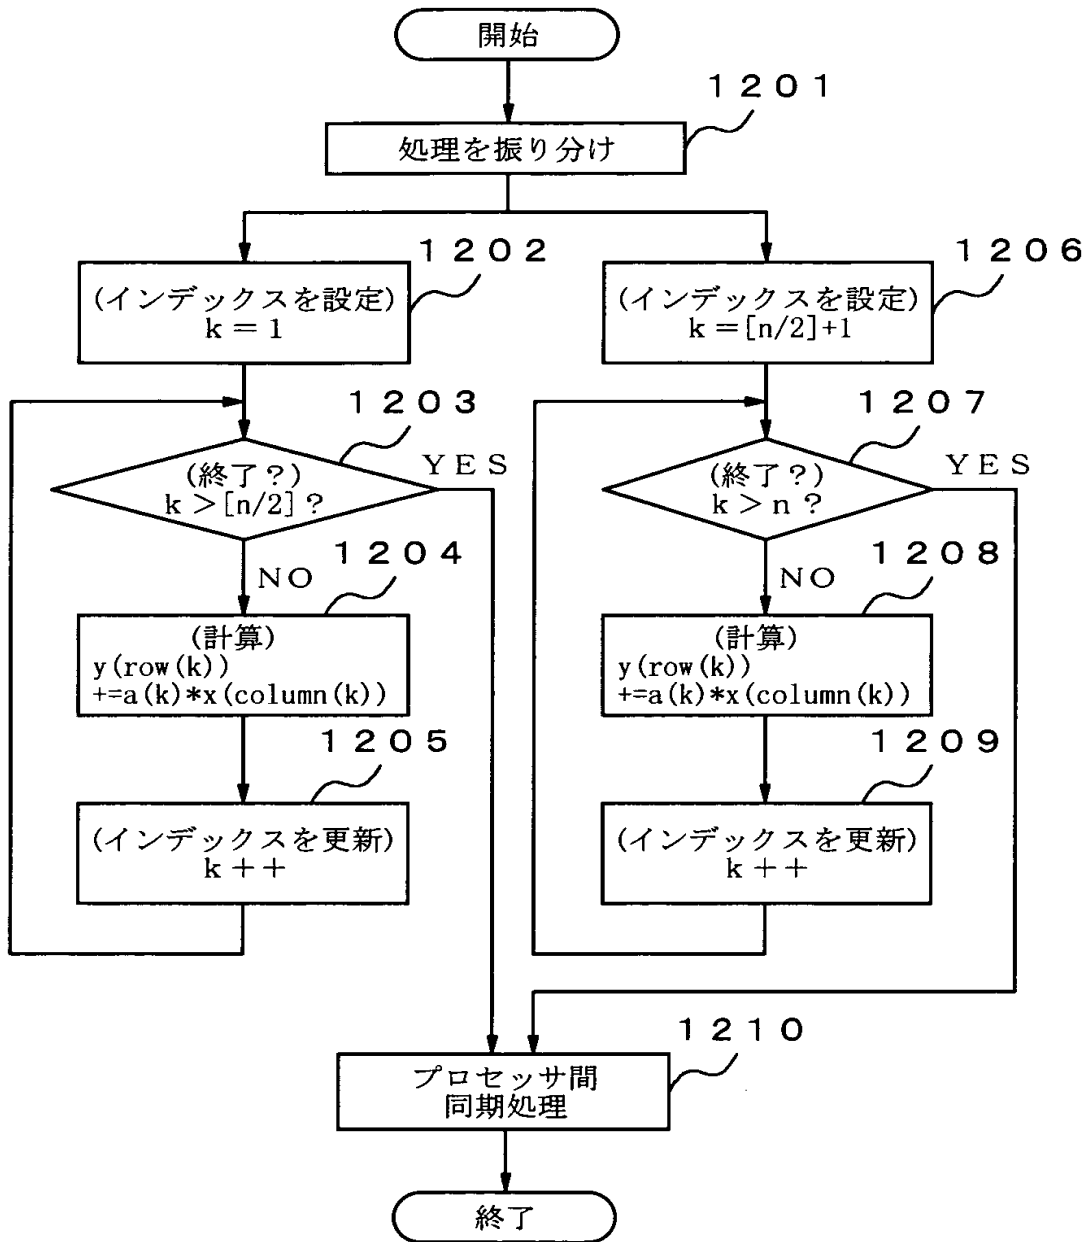 開始
1201
処理を振り分け
1202
(インデックスを設定)
k = 1
1203
(終了?)
k > [n/2] ?
YES
1204
NO
(計算)
y(row(k))
+=a(k)*x(column(k))
1205
(インデックスを更新)
k++
1206
(インデックスを設定)
k =[n/2]+1
1207
(終了?)
k > n ?
YES
1208
NO
(計算)
y(row(k))
+=a(k)*x(column(k))
1209
(インデックスを更新)
k++
1210
プロセッサ間
同期処理
終了